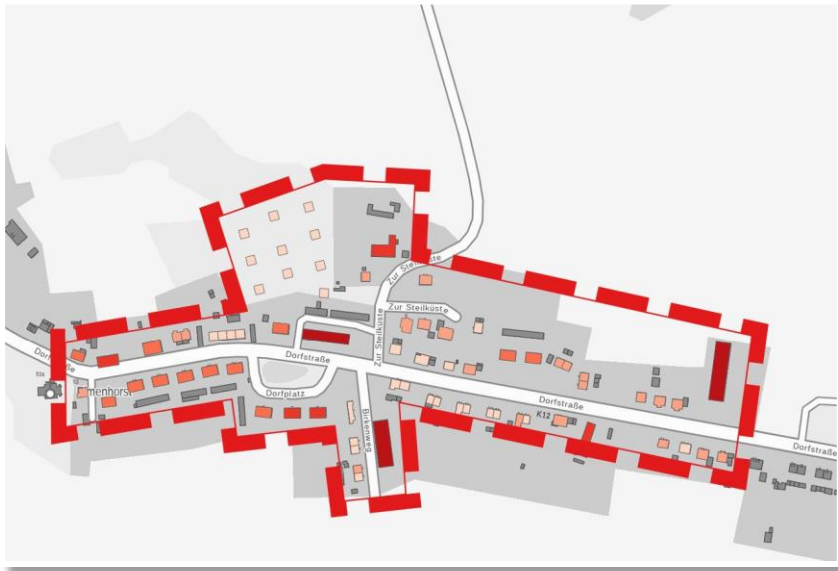 Zur Steilküste
Zur Steilküste
Zur Steilküste
Dorfstraße
Dorfstraße
Dorfplatz
Birkenweg
Dorfstraße
K12
Dorfstraße